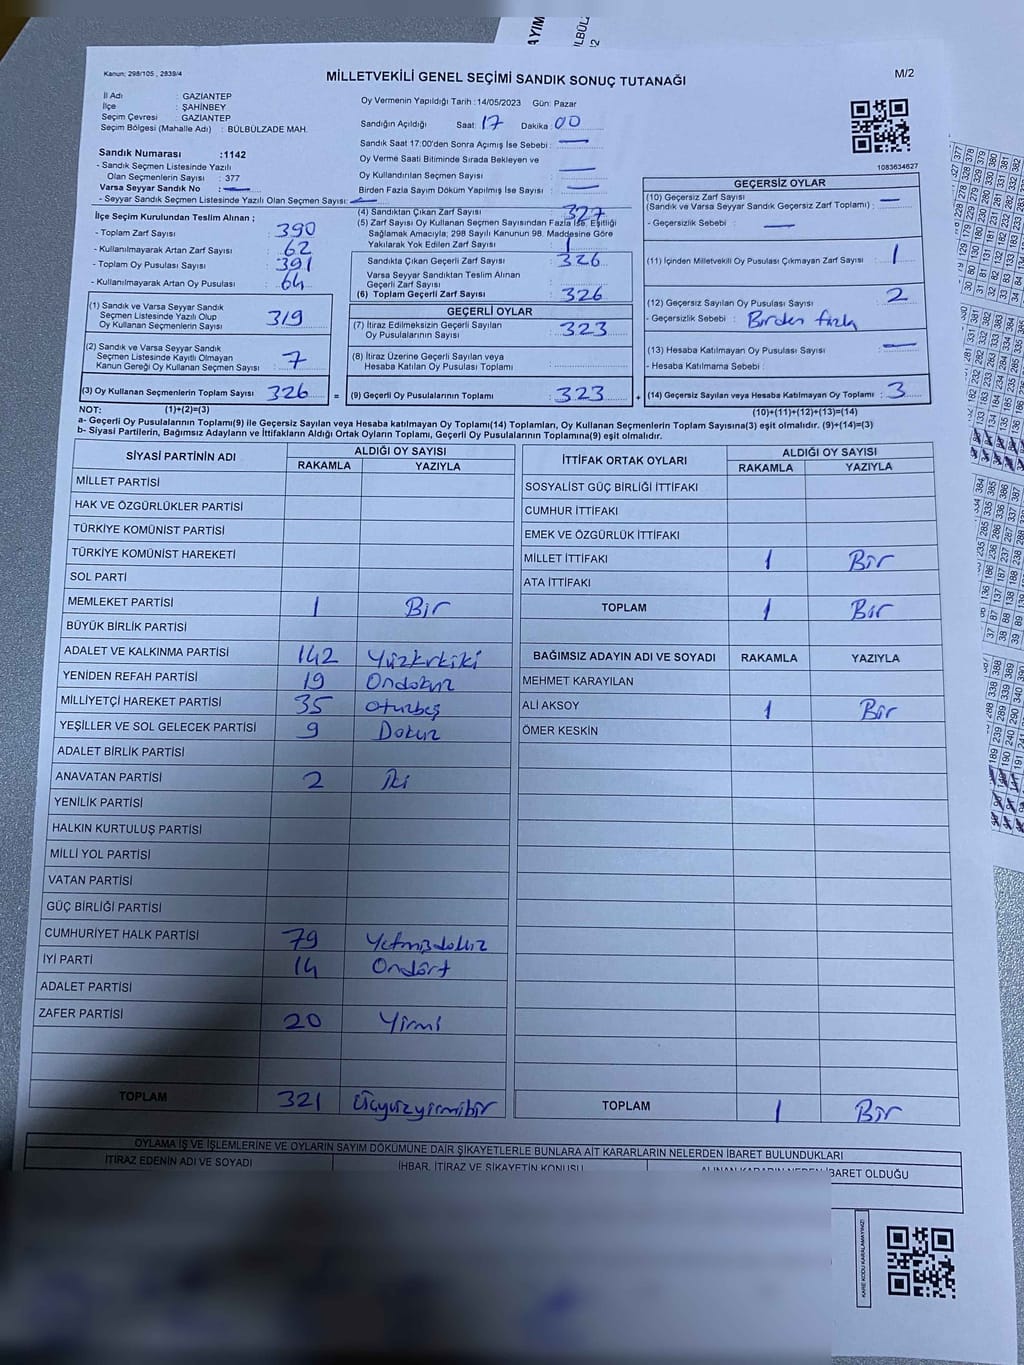 Kanun: 298/105 , 2839/4
MİLLETVEKİLİ GENEL SEÇİMİ SANDIK SONUÇ TUTANAĞI
M/2
İl Adı : GAZİANTEP
İlçe : ŞAHİNBEY
Seçim Çevresi : GAZİANTEP
Seçim Bölgesi (Mahalle Adı) : BÜLBÜLZADE MAH.
Sandık Numarası :1142
- Sandık Seçmen Listesinde Yazılı
Olan Seçmenlerin Sayısı : 377
Varsa Seyyar Sandık No : —
- Seyyar Sandık Seçmen Listesinde Yazılı Olan Seçmen Sayısı: —
Oy Vermenin Yapıldığı Tarih :14/05/2023 Gün: Pazar
Sandığın Açıldığı Saat: 17 Dakika: 00
Sandık Saat 17:00'den Sonra Açımış İse Sebebi : —
Oy Verme Saati Bitiminde Sırada Bekleyen ve
Oy Kullandırılan Seçmen Sayısı : —
Birden Fazla Sayım Döküm Yapılmış İse Sayısı : —
1083634627
İlçe Seçim Kurulundan Teslim Alınan ;
- Toplam Zarf Sayısı : 390
- Kullanılmayarak Artan Zarf Sayısı : 62
- Toplam Oy Pusulası Sayısı : 391
- Kullanılmayarak Artan Oy Pusulası : 64
(1) Sandık ve Varsa Seyyar Sandık
Seçmen Listesinde Yazılı Olup
Oy Kullanan Seçmenlerin Sayısı : 319
(2) Sandık ve Varsa Seyyar Sandık
Seçmen Listesinde Kayıtlı Olmayan
Kanun Gereği Oy Kullanan Seçmen Sayısı : 7
(3) Oy Kullanan Seçmenlerin Toplam Sayısı : 326 =
(4) Sandıktan Çıkan Zarf Sayısı : 327
(5) Zarf Sayısı Oy Kullanan Seçmen Sayısından Fazla İse, Eşitliği
Sağlamak Amacıyla; 298 Sayılı Kanunun 98. Maddesine Göre
Yakılarak Yok Edilen Zarf Sayısı : 1
Sandıkta Çıkan Geçerli Zarf Sayısı : 326
Varsa Seyyar Sandıktan Teslim Alınan
Geçerli Zarf Sayısı :
(6) Toplam Geçerli Zarf Sayısı : 326
GEÇERLİ OYLAR
(7) İtiraz Edilmeksizin Geçerli Sayılan
Oy Pusulalarının Sayısı : 323
(8) İtiraz Üzerine Geçerli Sayılan veya
Hesaba Katılan Oy Pusulası Toplamı :
(9) Geçerli Oy Pusulalarının Toplamı : 323 +
GEÇERSİZ OYLAR
(10) Geçersiz Zarf Sayısı
(Sandık ve Varsa Seyyar Sandık Geçersiz Zarf Toplamı) : —
- Geçersizlik Sebebi : —
(11) İçinden Milletvekili Oy Pusulası Çıkmayan Zarf Sayısı : 1
(12) Geçersiz Sayılan Oy Pusulası Sayısı : 2
- Geçersizlik Sebebi : Birden fazla
(13) Hesaba Katılmayan Oy Pusulası Sayısı : —
- Hesaba Katılmama Sebebi :
(14) Geçersiz Sayılan veya Hesaba Katılmayan Oy Toplamı : 3
NOT: (1)+(2)=(3)
(10)+(11)+(12)+(13)=(14)
a- Geçerli Oy Pusulaları Toplamı(9) ile Geçersiz Sayılan veya Hesaba katılmayan Oy Toplamı(14) Toplamları, Oy Kullanan Seçmenlerin Toplam Sayısına(3) eşit olmalıdır. (9)+(14)=(3)
b- Siyasi Partilerin, Bağımsız Adayların ve İttifakların Aldığı Ortak Oyların Toplamı, Geçerli Oy Pusulalarının Toplamına(9) eşit olmalıdır.
SİYASİ PARTİNİN ADI ALDIĞI OY SAYISI
RAKAMLA YAZIYLA
MİLLET PARTİSİ
HAK VE ÖZGÜRLÜKLER PARTİSİ
TÜRKİYE KOMÜNİST PARTİSİ
TÜRKİYE KOMÜNİST HAREKETİ
SOL PARTİ
MEMLEKET PARTİSİ 1 Bir
BÜYÜK BİRLİK PARTİSİ
ADALET VE KALKINMA PARTİSİ 142 Yüzkırkiki
YENİDEN REFAH PARTİSİ 19 Ondokuz
MİLLİYETÇİ HAREKET PARTİSİ 35 otuzbeş
YEŞİLLER VE SOL GELECEK PARTİSİ 9 Dokuz
ADALET BİRLİK PARTİSİ
ANAVATAN PARTİSİ 2 İki
YENİLİK PARTİSİ
HALKIN KURTULUŞ PARTİSİ
MİLLİ YOL PARTİSİ
VATAN PARTİSİ
GÜÇ BİRLİĞİ PARTİSİ
CUMHURİYET HALK PARTİSİ 79 Yetmişdokuz
İYİ PARTİ 14 Ondört
ADALET PARTİSİ
ZAFER PARTİSİ 20 Yirmi
TOPLAM 321 Üçyüzyirmibir
İTTİFAK ORTAK OYLARI ALDIĞI OY SAYISI
RAKAMLA YAZIYLA
SOSYALİST GÜÇ BİRLİĞİ İTTİFAKI
CUMHUR İTTİFAKI
EMEK VE ÖZGÜRLÜK İTTİFAKI
MİLLET İTTİFAKI 1 Bir
ATA İTTİFAKI
TOPLAM 1 Bir
BAĞIMSIZ ADAYIN ADI VE SOYADI RAKAMLA YAZIYLA
MEHMET KARAYILAN
ALİ AKSOY 1 Bir
ÖMER KESKİN
TOPLAM 1 Bir
OYLAMA İŞ VE İŞLEMLERİNE VE OYLARIN SAYIM DÖKÜMÜNE DAİR ŞİKAYETLERLE BUNLARA AİT KARARLARIN NELERDEN İBARET BULUNDUKLARI
İTİRAZ EDENİN ADI VE SOYADI İHBAR, İTİRAZ VE ŞİKAYETİN KONUSU ALINAN KARARIN NEDEN İBARET OLDUĞU
KARE KODU KARALAMAYINIZ!